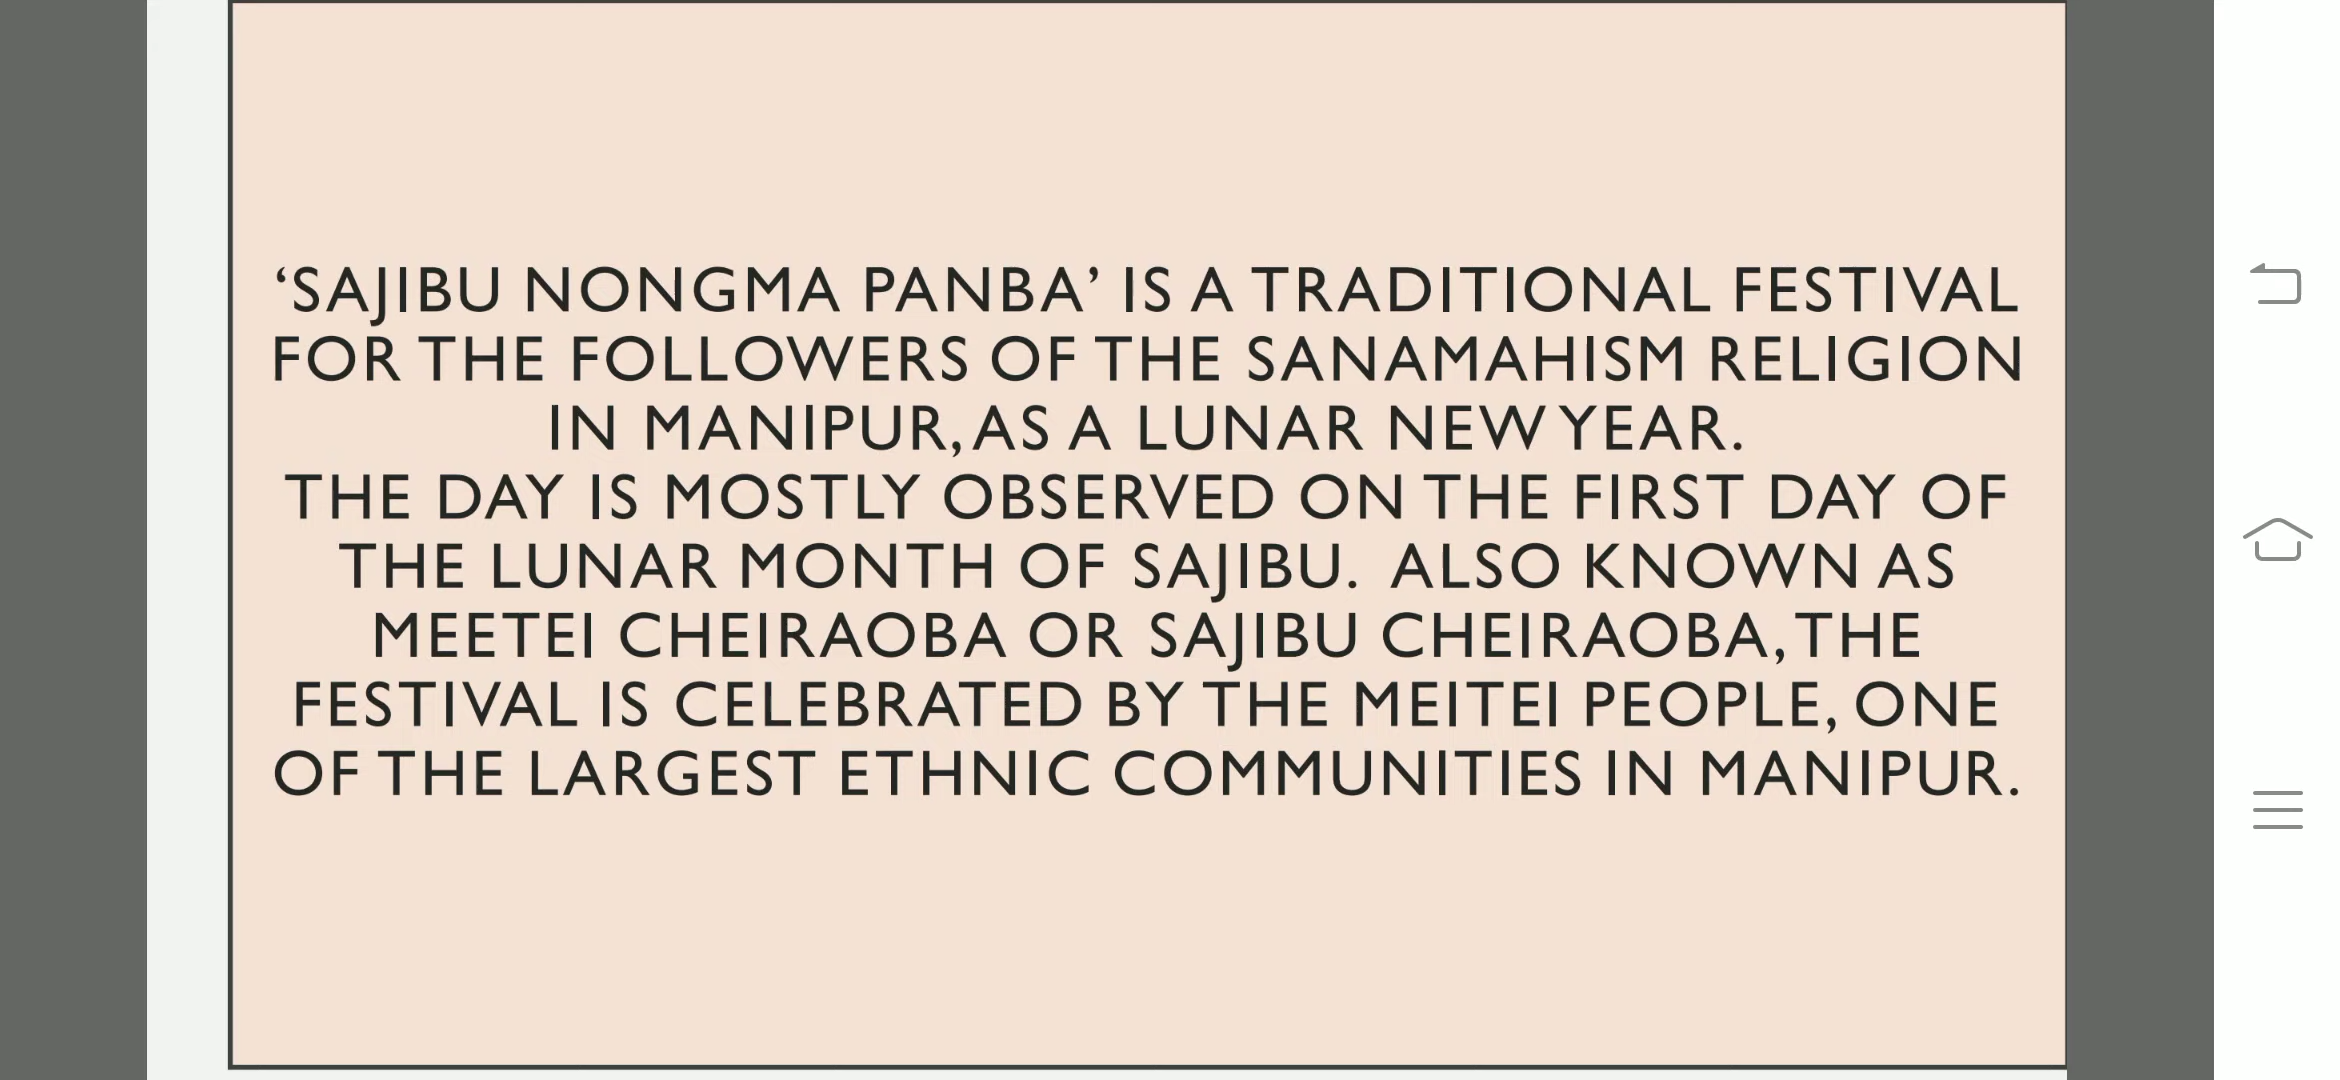 ‘SAJIBU NONGMA PANBA’ IS A TRADITIONAL FESTIVAL
FOR THE FOLLOWERS OF THE SANAMAHISM RELIGION
IN MANIPUR, AS A LUNAR NEW YEAR.
THE DAY IS MOSTLY OBSERVED ON THE FIRST DAY OF
THE LUNAR MONTH OF SAJIBU. ALSO KNOWN AS
MEETEI CHEIRAOBA OR SAJIBU CHEIRAOBA, THE
FESTIVAL IS CELEBRATED BY THE MEITEI PEOPLE, ONE
OF THE LARGEST ETHNIC COMMUNITIES IN MANIPUR.